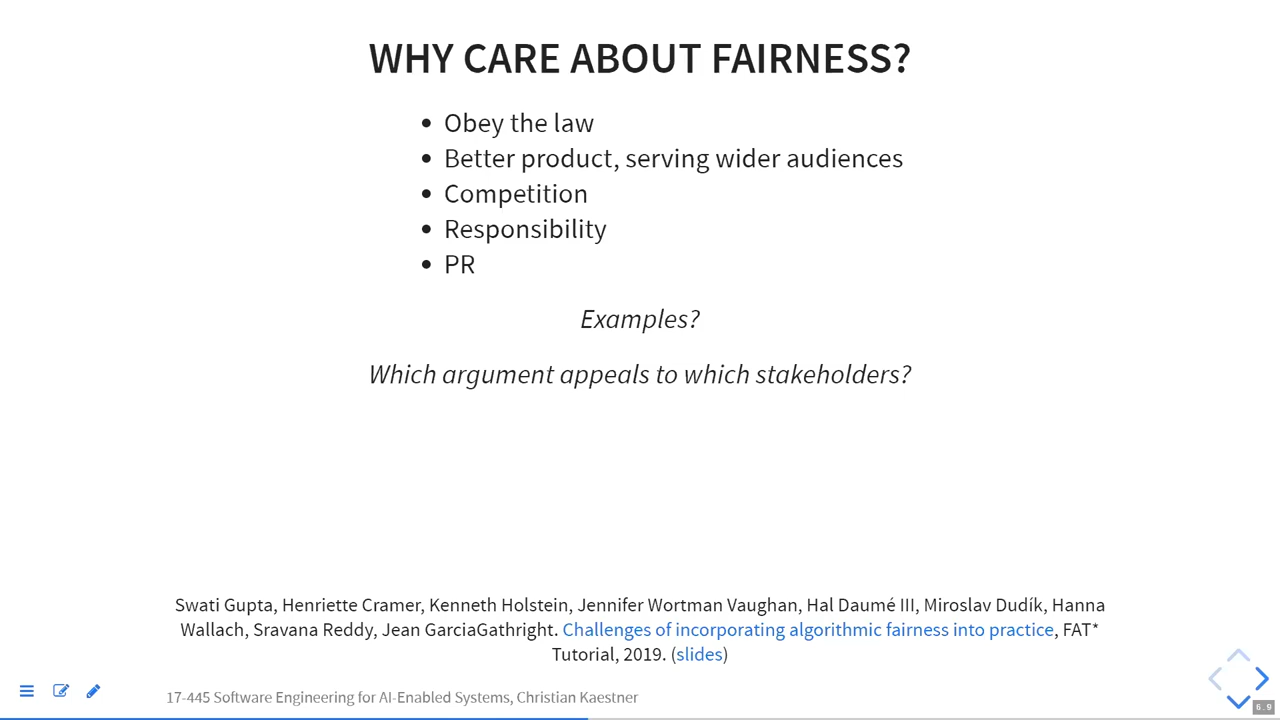 WHY CARE ABOUT FAIRNESS?
• Obey the law
• Better product, serving wider audiences
• Competition
• Responsibility
• PR
Examples?
Which argument appeals to which stakeholders?
Swati Gupta, Henriette Cramer, Kenneth Holstein, Jennifer Wortman Vaughan, Hal Daumé III, Miroslav Dudík, Hanna
Wallach, Sravana Reddy, Jean GarciaGathright. Challenges of incorporating algorithmic fairness into practice, FAT*
Tutorial, 2019. (slides)
17-445 Software Engineering for AI-Enabled Systems, Christian Kaestner
6.9